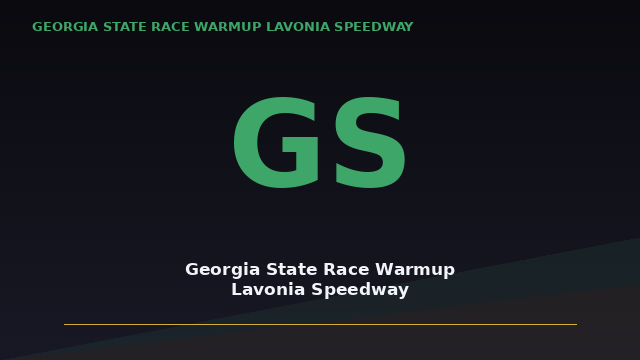 GEORGIA STATE RACE WARMUP LAVONIA SPEEDWAY
GS
Georgia State Race Warmup
Lavonia Speedway